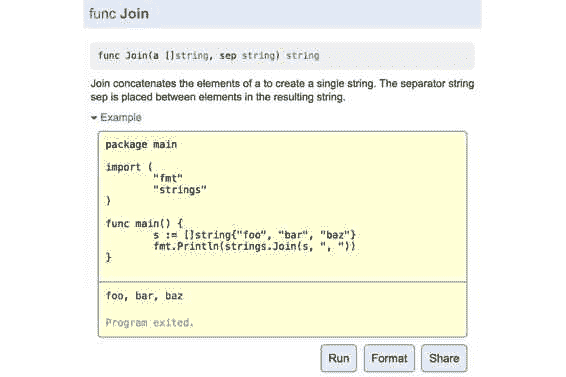 func Join
func Join(a []string, sep string) string
Join concatenates the elements of a to create a single string. The separator string
sep is placed between elements in the resulting string.
▾ Example
package main
import (
"fmt"
"strings"
)
func main() {
s := []string{"foo", "bar", "baz"}
fmt.Println(strings.Join(s, ", "))
}
foo, bar, baz
Program exited.
Run Format Share